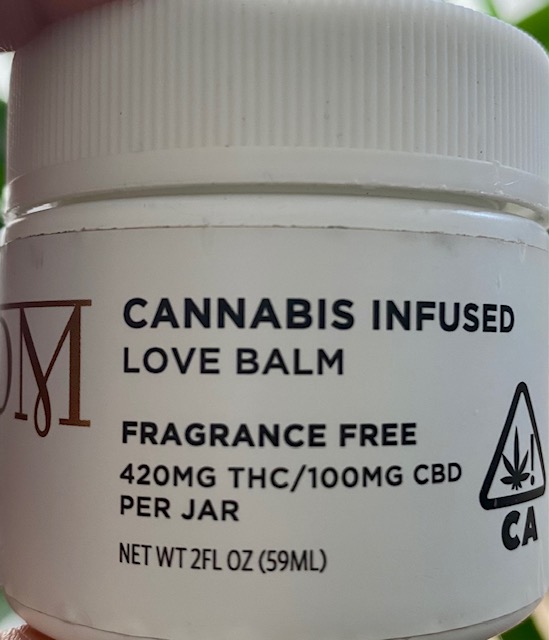 CANNABIS INFUSED
LOVE BALM
FRAGRANCE FREE
420MG THC/100MG CBD
PER JAR
NET WT 2FL OZ (59ML)
!
CA